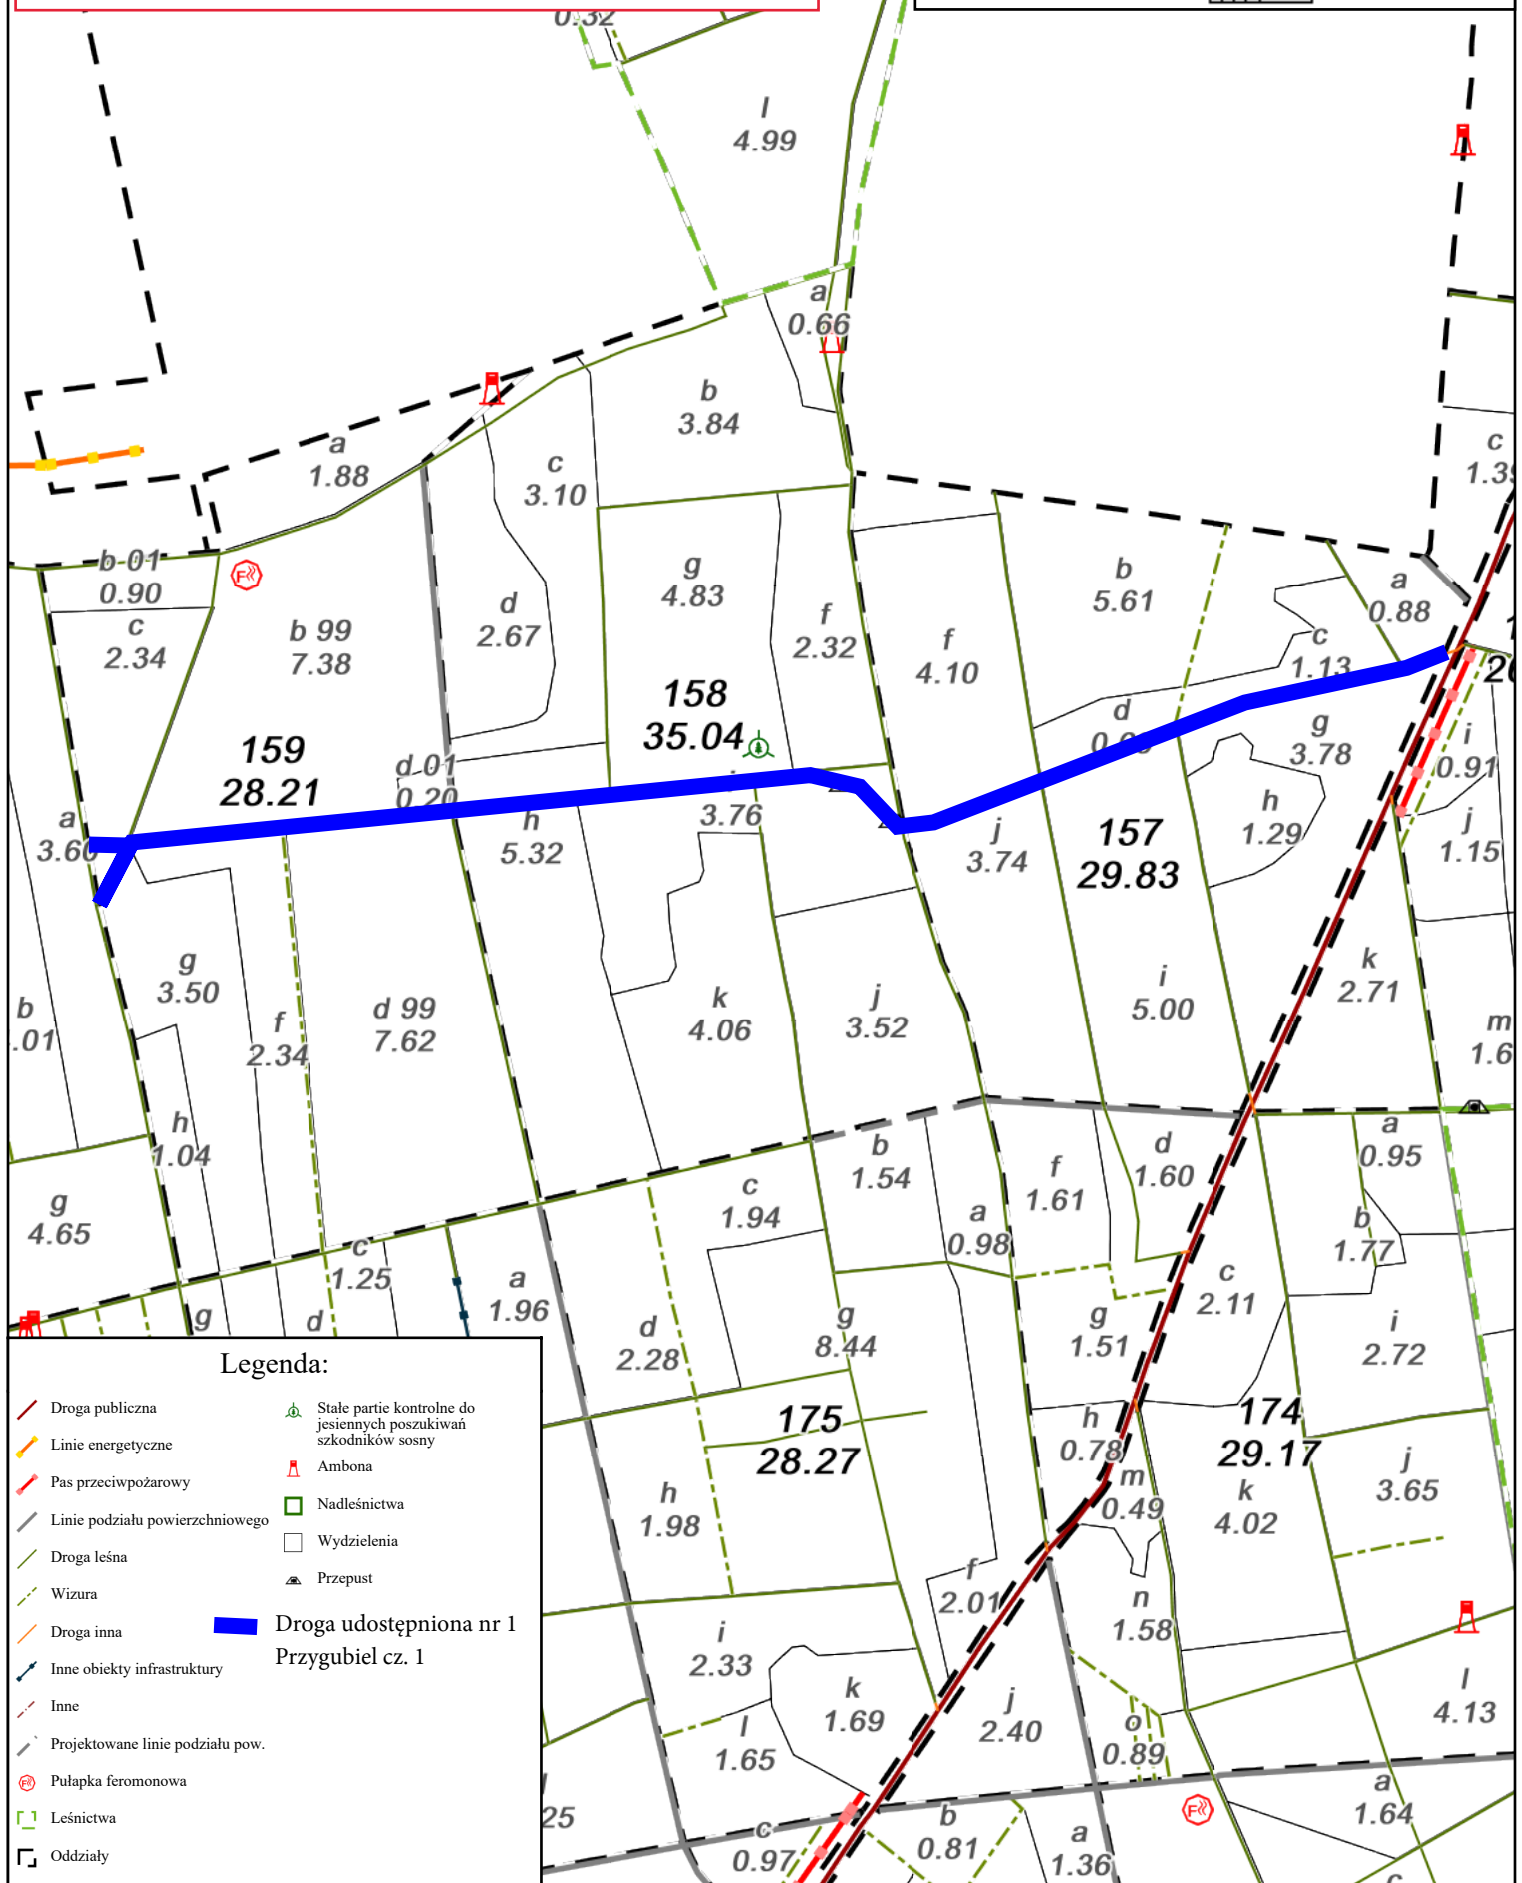 l
4.99
a
0.66
b
3.84
a
1.88
c
3.10
c
b 01
0.90
c
2.34
b 99
7.38
d
2.67
g
4.83
f
2.32
f
4.10
b
5.61
a
0.88
c
1.13
158
35.04
159
28.21
d 01
0.20
d
g
3.78
i
0.91
a
3.60
h
5.32
3.76
j
3.74
157
29.83
h
1.29
j
1.15
g
3.50
b
.01
f
2.34
d 99
7.62
k
4.06
j
3.52
i
5.00
k
2.71
m
1.6
h
1.04
g
4.65
b
1.54
f
1.61
d
1.60
a
0.95
c
1.94
a
0.98
b
1.77
c
1.25
a
1.96
c
2.11
g
d
d
2.28
g
8.44
g
1.51
i
2.72
175
28.27
h
0.78
174
29.17
h
1.98
m
0.49
k
4.02
j
3.65
f
2.01
n
1.58
i
2.33
k
1.69
j
2.40
l
4.13
l
1.65
o
0.89
25
c
0.97
b
0.81
a
1.36
a
1.64
Legenda:
Droga publiczna
Linie energetyczne
Pas przeciwpożarowy
Linie podziału powierzchniowego
Droga leśna
Wizura
Droga inna
Inne obiekty infrastruktury
Inne
Projektowane linie podziału pow.
Pułapka feromonowa
Leśnictwa
Oddziały
Stałe partie kontrolne do
jesiennych poszukiwań
szkodników sosny
Ambona
Nadleśnictwa
Wydzielenia
Przepust
Droga udostępniona nr 1
Przygubiel cz. 1